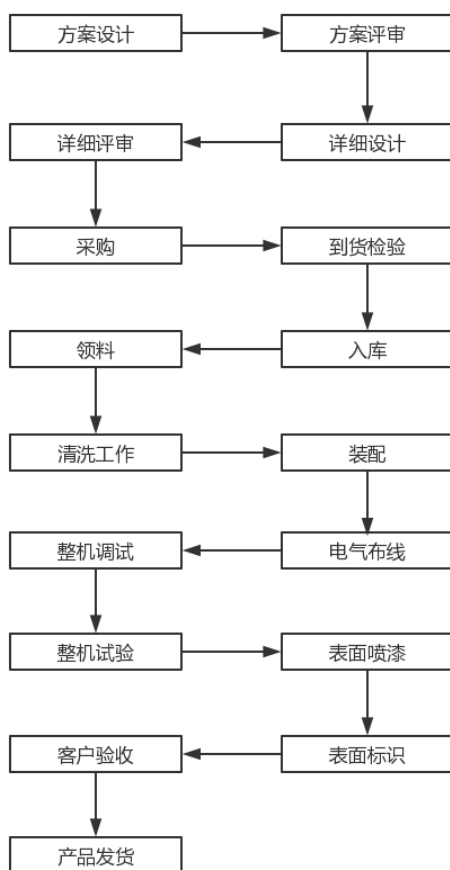 方案设计
方案评审
详细评审
详细设计
采购
到货检验
领料
入库
清洗工作
装配
整机调试
电气布线
整机试验
表面喷漆
客户验收
表面标识
产品发货